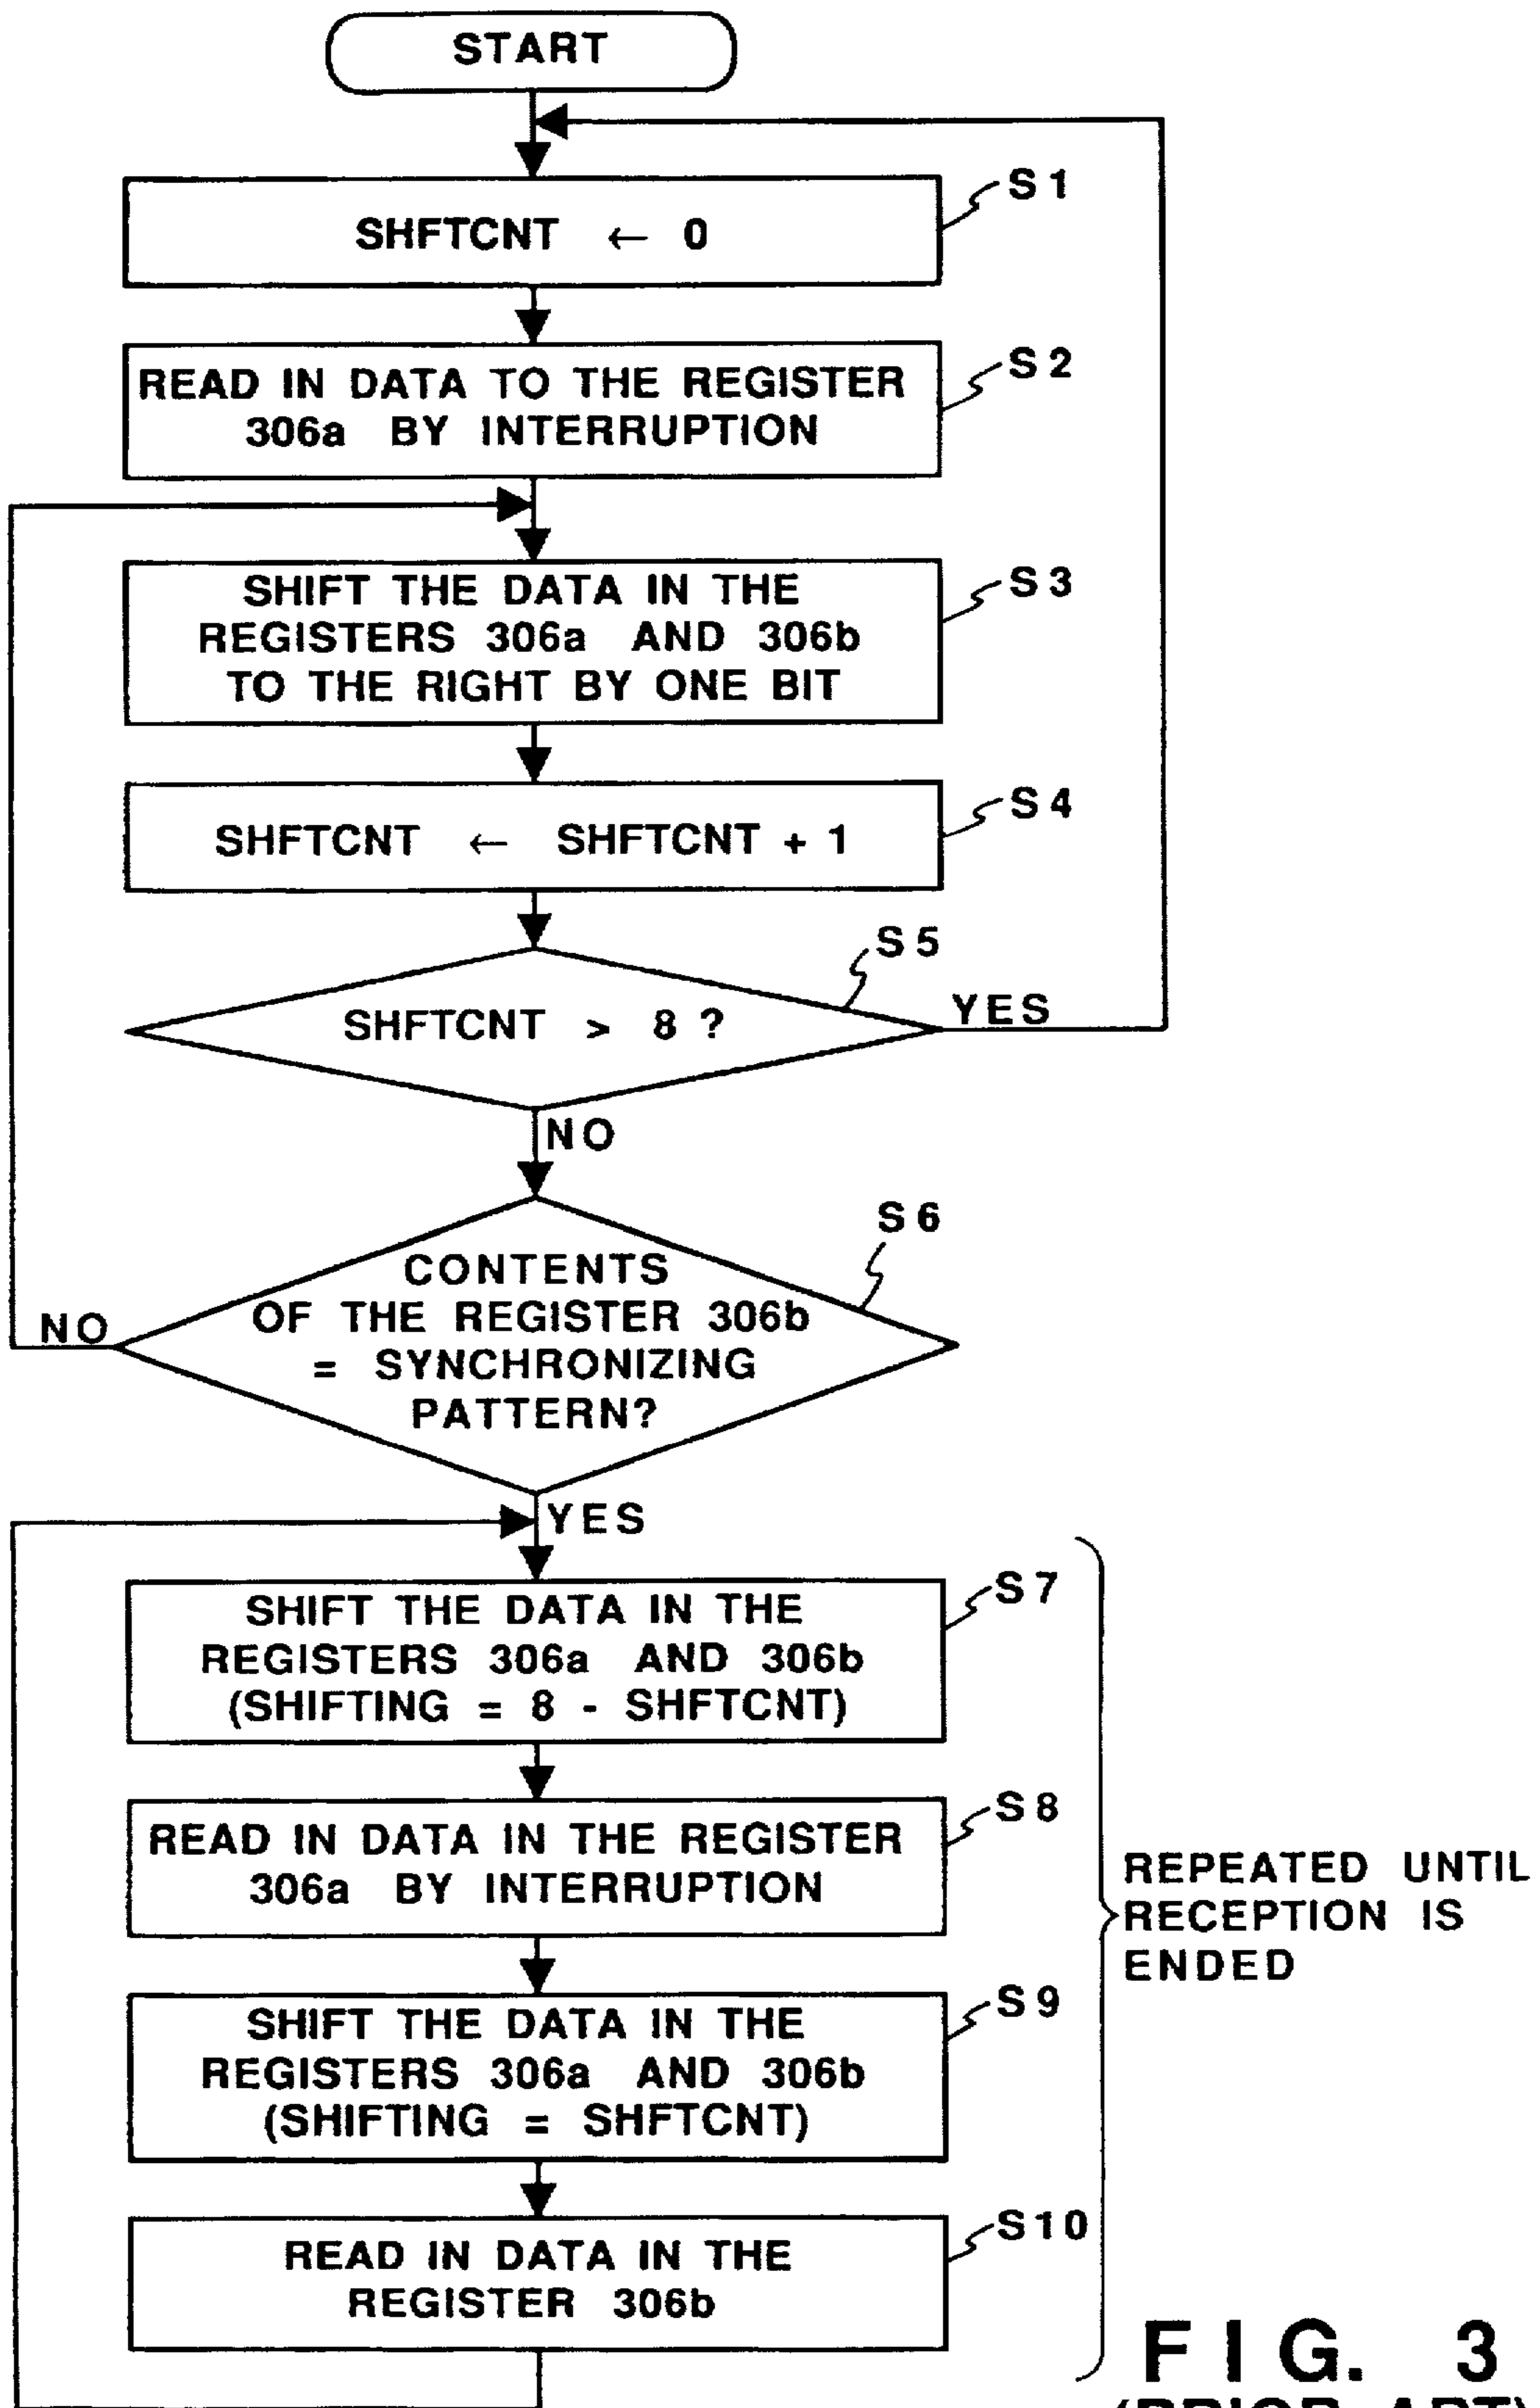 START
S1
SHFTCNT ← 0
S2
READ IN DATA TO THE REGISTER
306a BY INTERRUPTION
S3
SHIFT THE DATA IN THE
REGISTERS 306a AND 306b
TO THE RIGHT BY ONE BIT
S4
SHFTCNT ← SHFTCNT + 1
S5
SHFTCNT > 8 ?
YES
NO
S6
CONTENTS
OF THE REGISTER 306b
= SYNCHRONIZING
PATTERN?
NO
YES
S7
SHIFT THE DATA IN THE
REGISTERS 306a AND 306b
(SHIFTING = 8 - SHFTCNT)
S8
READ IN DATA IN THE REGISTER
306a BY INTERRUPTION
S9
SHIFT THE DATA IN THE
REGISTERS 306a AND 306b
(SHIFTING = SHFTCNT)
S10
READ IN DATA IN THE
REGISTER 306b
REPEATED UNTIL
RECEPTION IS
ENDED
FIG. 3
(PRIOR ART)